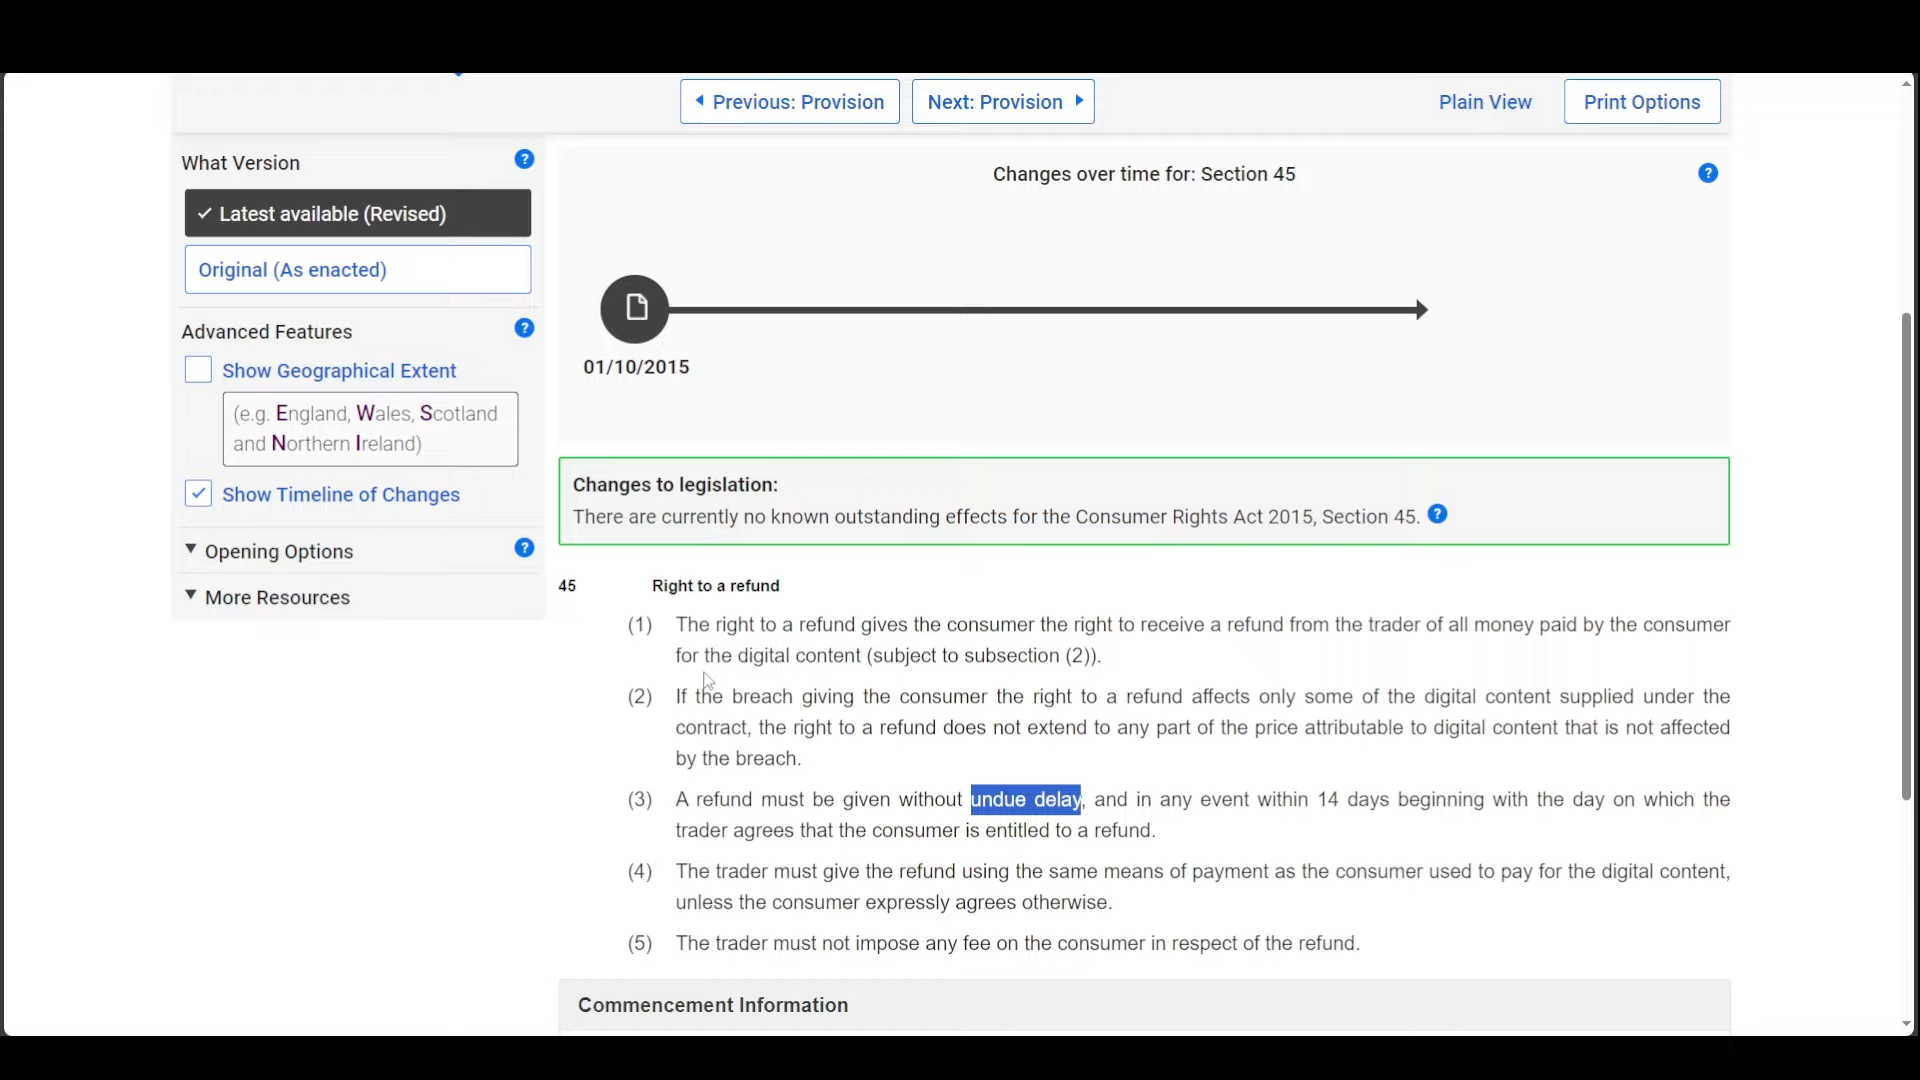 Previous: Provision
Next: Provision
Plain View
Print Options
What Version
Latest available (Revised)
Original (As enacted)
Advanced Features
Show Geographical Extent
(e.g. England, Wales, Scotland
and Northern Ireland)
Show Timeline of Changes
Opening Options
More Resources
Changes over time for: Section 45
01/10/2015
Changes to legislation:
There are currently no known outstanding effects for the Consumer Rights Act 2015, Section 45.
45 Right to a refund
(1) The right to a refund gives the consumer the right to receive a refund from the trader of all money paid by the consumer
for the digital content (subject to subsection (2)).
(2) If the breach giving the consumer the right to a refund affects only some of the digital content supplied under the
contract, the right to a refund does not extend to any part of the price attributable to digital content that is not affected
by the breach.
(3) A refund must be given without undue delay, and in any event within 14 days beginning with the day on which the
trader agrees that the consumer is entitled to a refund.
(4) The trader must give the refund using the same means of payment as the consumer used to pay for the digital content,
unless the consumer expressly agrees otherwise.
(5) The trader must not impose any fee on the consumer in respect of the refund.
Commencement Information